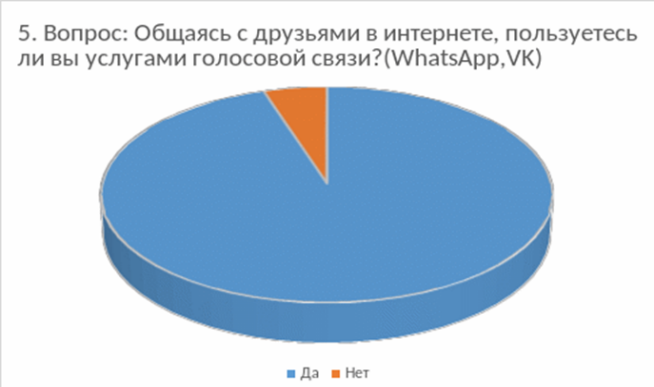 5. Вопрос: Общаясь с друзьями в интернете, пользуетесь
ли вы услугами голосовой связи?(WhatsApp,VK)
Да Нет